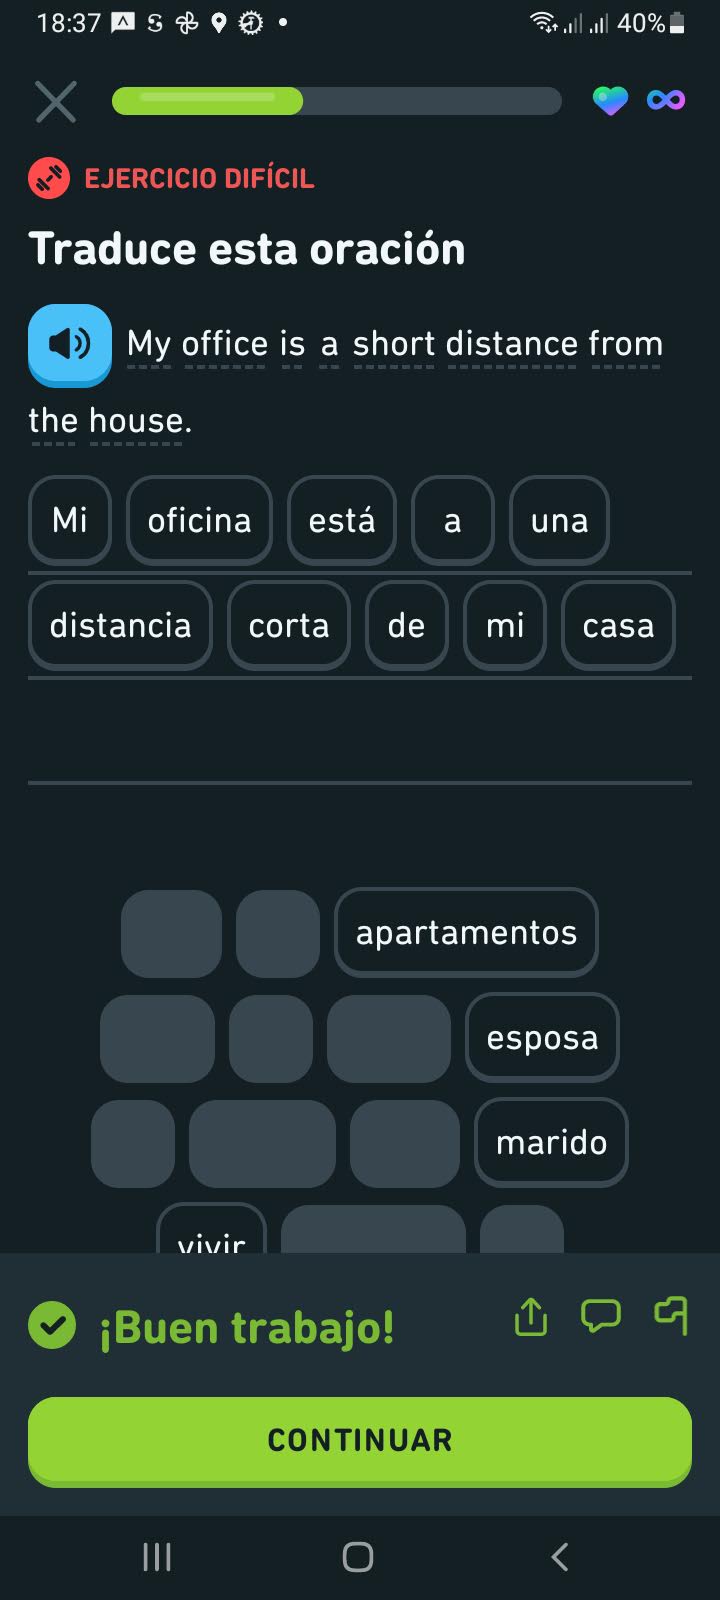 18:37 40%
EJERCICIO DIFÍCIL
Traduce esta oración
My office is a short distance from
the house.
Mi oficina está a una
distancia corta de mi casa
apartamentos
esposa
marido
vivir
¡Buen trabajo!
CONTINUAR